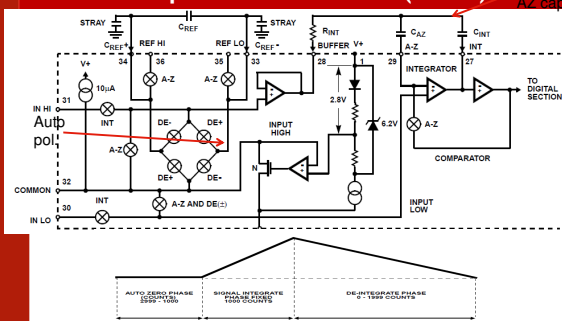 AZ cap
STRAY
CREF
STRAY
RINT
CAZ
CINT
CREF+
REF HI
REF LO
CREF-
BUFFER V+
A-Z
INT
34
36
35
33
28
1
29
27
V+
A-Z
A-Z
INTEGRATOR
TO DIGITAL SECTION
10µA
2.8V
31
IN HI
INT
6.2V
A-Z
Auto pol.
DE-
DE+
INPUT HIGH
A-Z
COMPARATOR
DE+
DE-
N
32
COMMON
INT
A-Z AND DE(±)
INPUT LOW
30
IN LO
AUTO ZERO PHASE
(COUNTS)
2999 - 1000
SIGNAL INTEGRATE
PHASE FIXED
1000 COUNTS
DE-INTEGRATE PHASE
0 - 1999 COUNTS